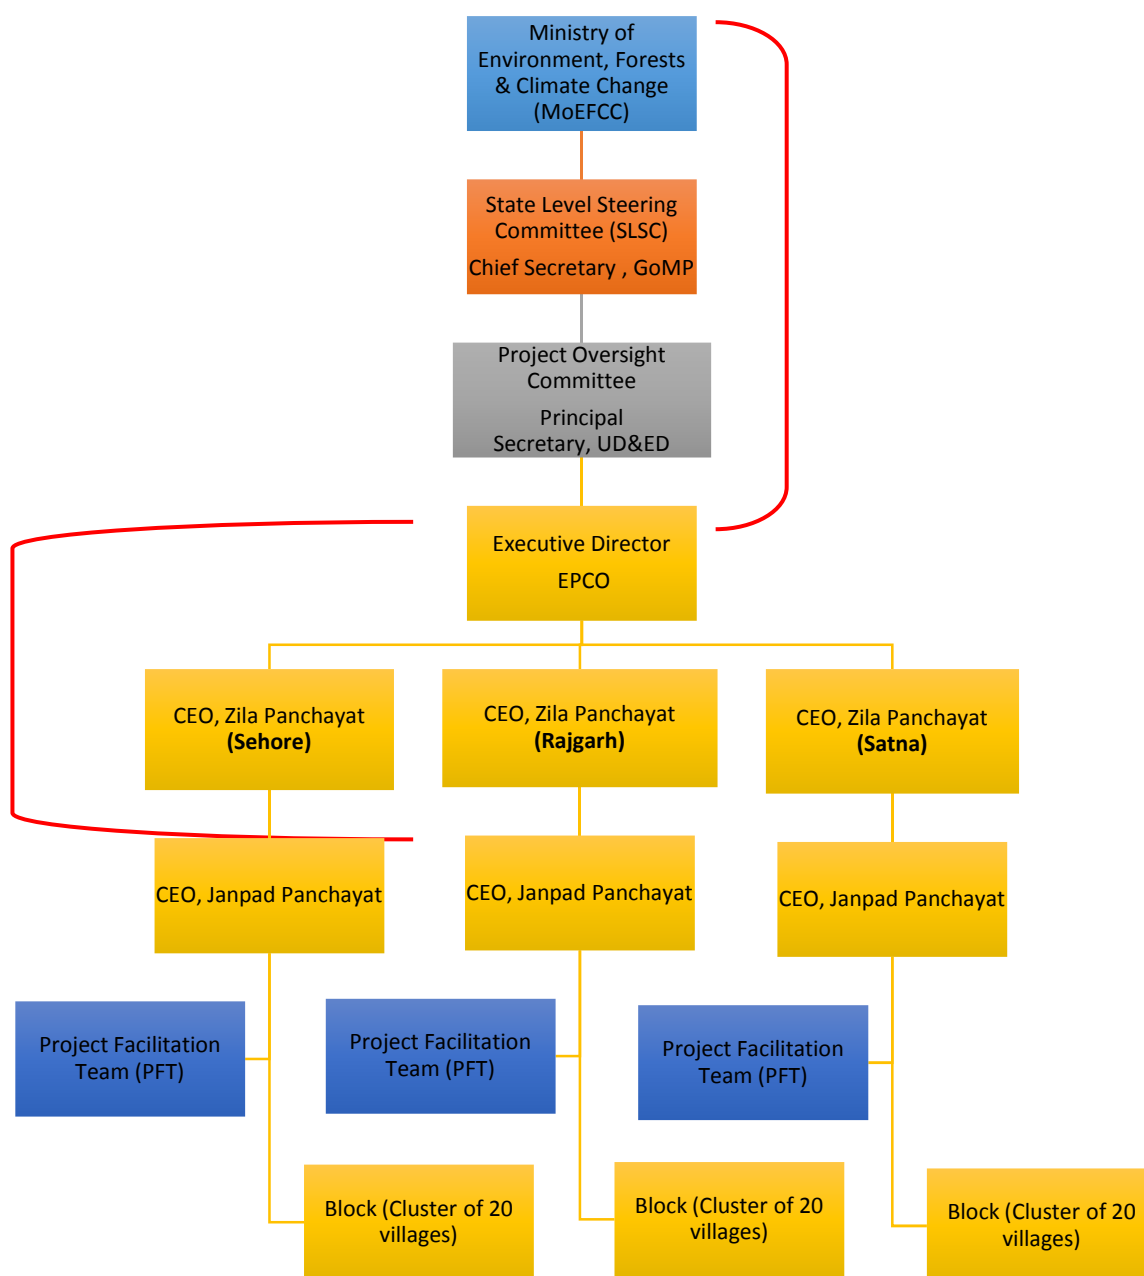 Ministry of
Environment, Forests
& Climate Change
(MoEFCC)
State Level Steering
Committee (SLSC)
Chief Secretary , GoMP
Project Oversight
Committee
Principal
Secretary, UD&ED
Executive Director
EPCO
CEO, Zila Panchayat
(Sehore)
CEO, Zila Panchayat
(Rajgarh)
CEO, Zila Panchayat
(Satna)
CEO, Janpad Panchayat
CEO, Janpad Panchayat
CEO, Janpad Panchayat
Project Facilitation
Team (PFT)
Project Facilitation
Team (PFT)
Project Facilitation
Team (PFT)
Block (Cluster of 20
villages)
Block (Cluster of 20
villages)
Block (Cluster of 20
villages)